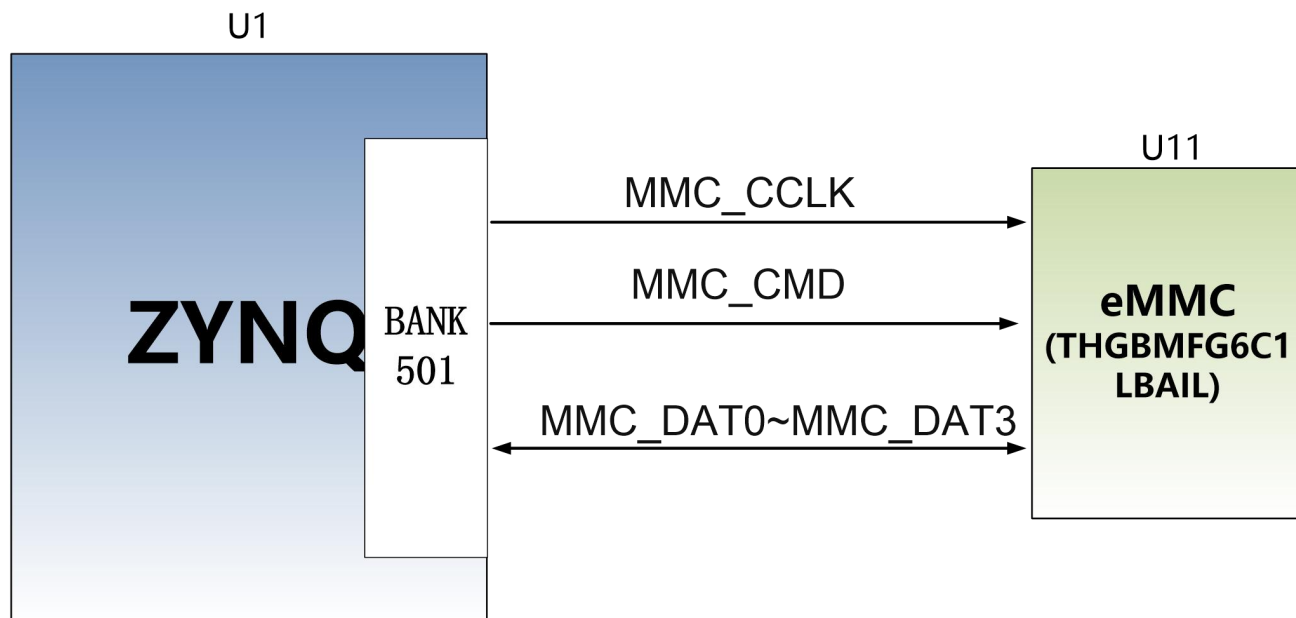 U1
ZYNQ
BANK
501
MMC_CCLK
MMC_CMD
MMC_DAT0~MMC_DAT3
U11
eMMC
(THGBMFG6C1
LBAIL)